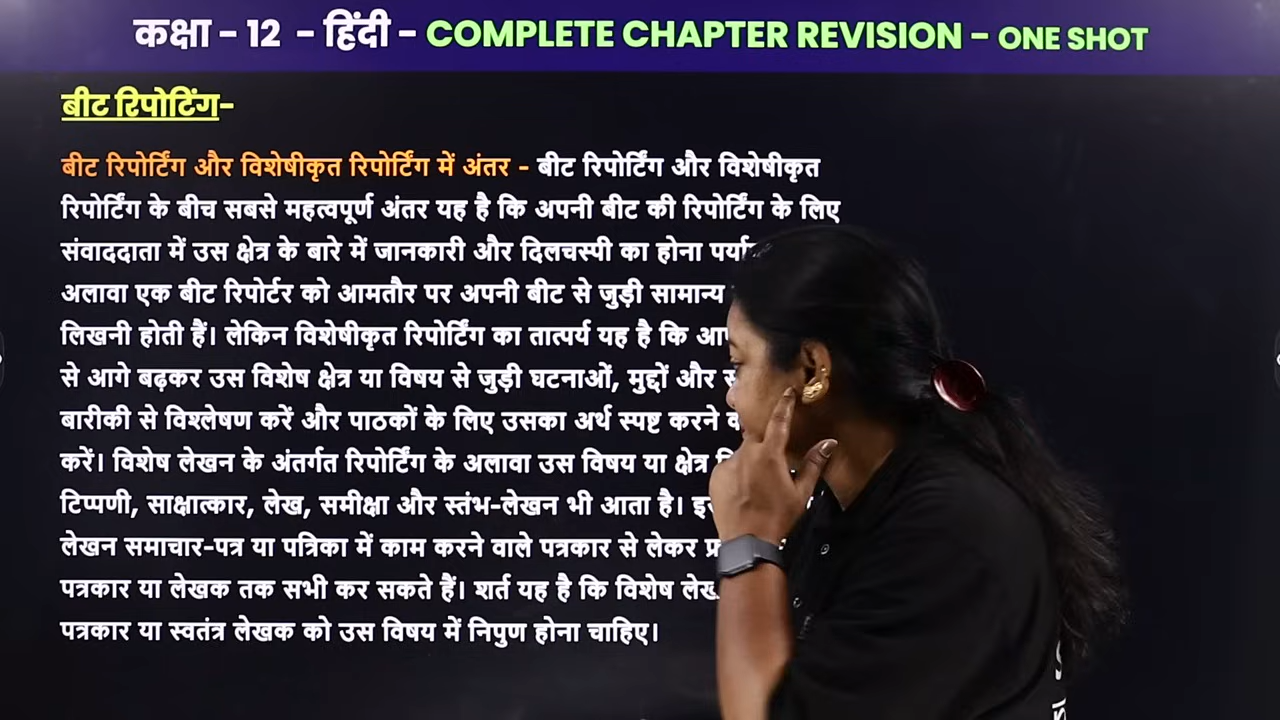 कक्षा - 12 - हिंदी - COMPLETE CHAPTER REVISION - ONE SHOT
बीट रिपोटिंग-
बीट रिपोर्टिंग और विशेषीकृत रिपोर्टिंग में अंतर - बीट रिपोर्टिंग और विशेषीकृत
रिपोर्टिंग के बीच सबसे महत्वपूर्ण अंतर यह है कि अपनी बीट की रिपोर्टिंग के लिए
संवाददाता में उस क्षेत्र के बारे में जानकारी और दिलचस्पी का होना
अलावा एक बीट रिपोर्टर को आमतौर पर अपनी बीट से जुड़ी सामान्य
लिखनी होती हैं। लेकिन विशेषीकृत रिपोर्टिंग का तात्पर्य यह है कि
से आगे बढ़कर उस विशेष क्षेत्र या विषय से जुड़ी घटनाओं, मुद्दों और
बारीकी से विश्लेषण करें और पाठकों के लिए उसका अर्थ स्पष्ट करने
करें। विशेष लेखन के अंतर्गत रिपोर्टिंग के अलावा उस विषय या क्षेत्र
टिप्पणी, साक्षात्कार, लेख, समीक्षा और स्तंभ-लेखन भी आता है।
लेखन समाचार-पत्र या पत्रिका में काम करने वाले पत्रकार से लेकर
पत्रकार या लेखक तक सभी कर सकते हैं। शर्त यह है कि विशेष
पत्रकार या स्वतंत्र लेखक को उस विषय में निपुण होना चाहिए।